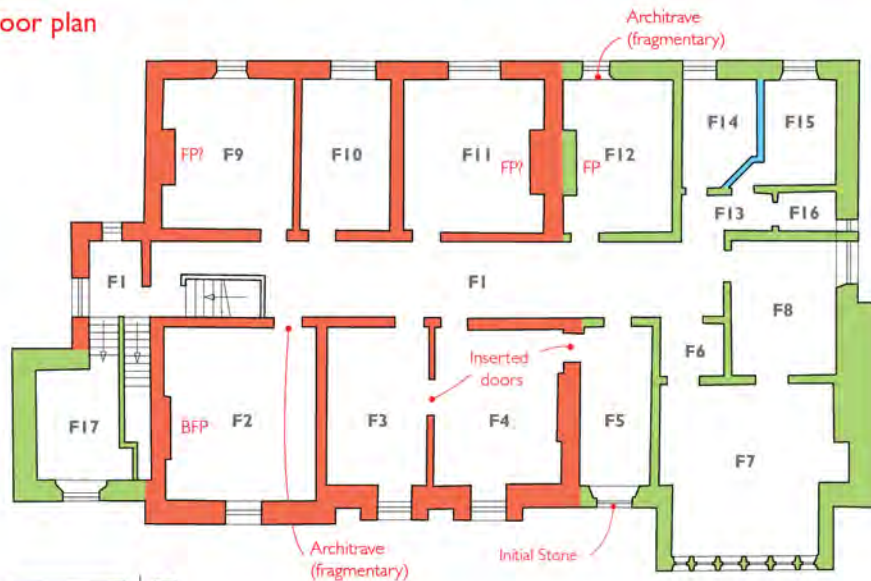 oor plan
Architrave
(fragmentary)
F9
F10
F11
F12
F14
F15
FP?
FP?
FP
F13
F16
F1
F1
F8
F6
Inserted
doors
F17
BFP
F2
F3
F4
F5
F7
Architrave
(fragmentary)
Initial Stone